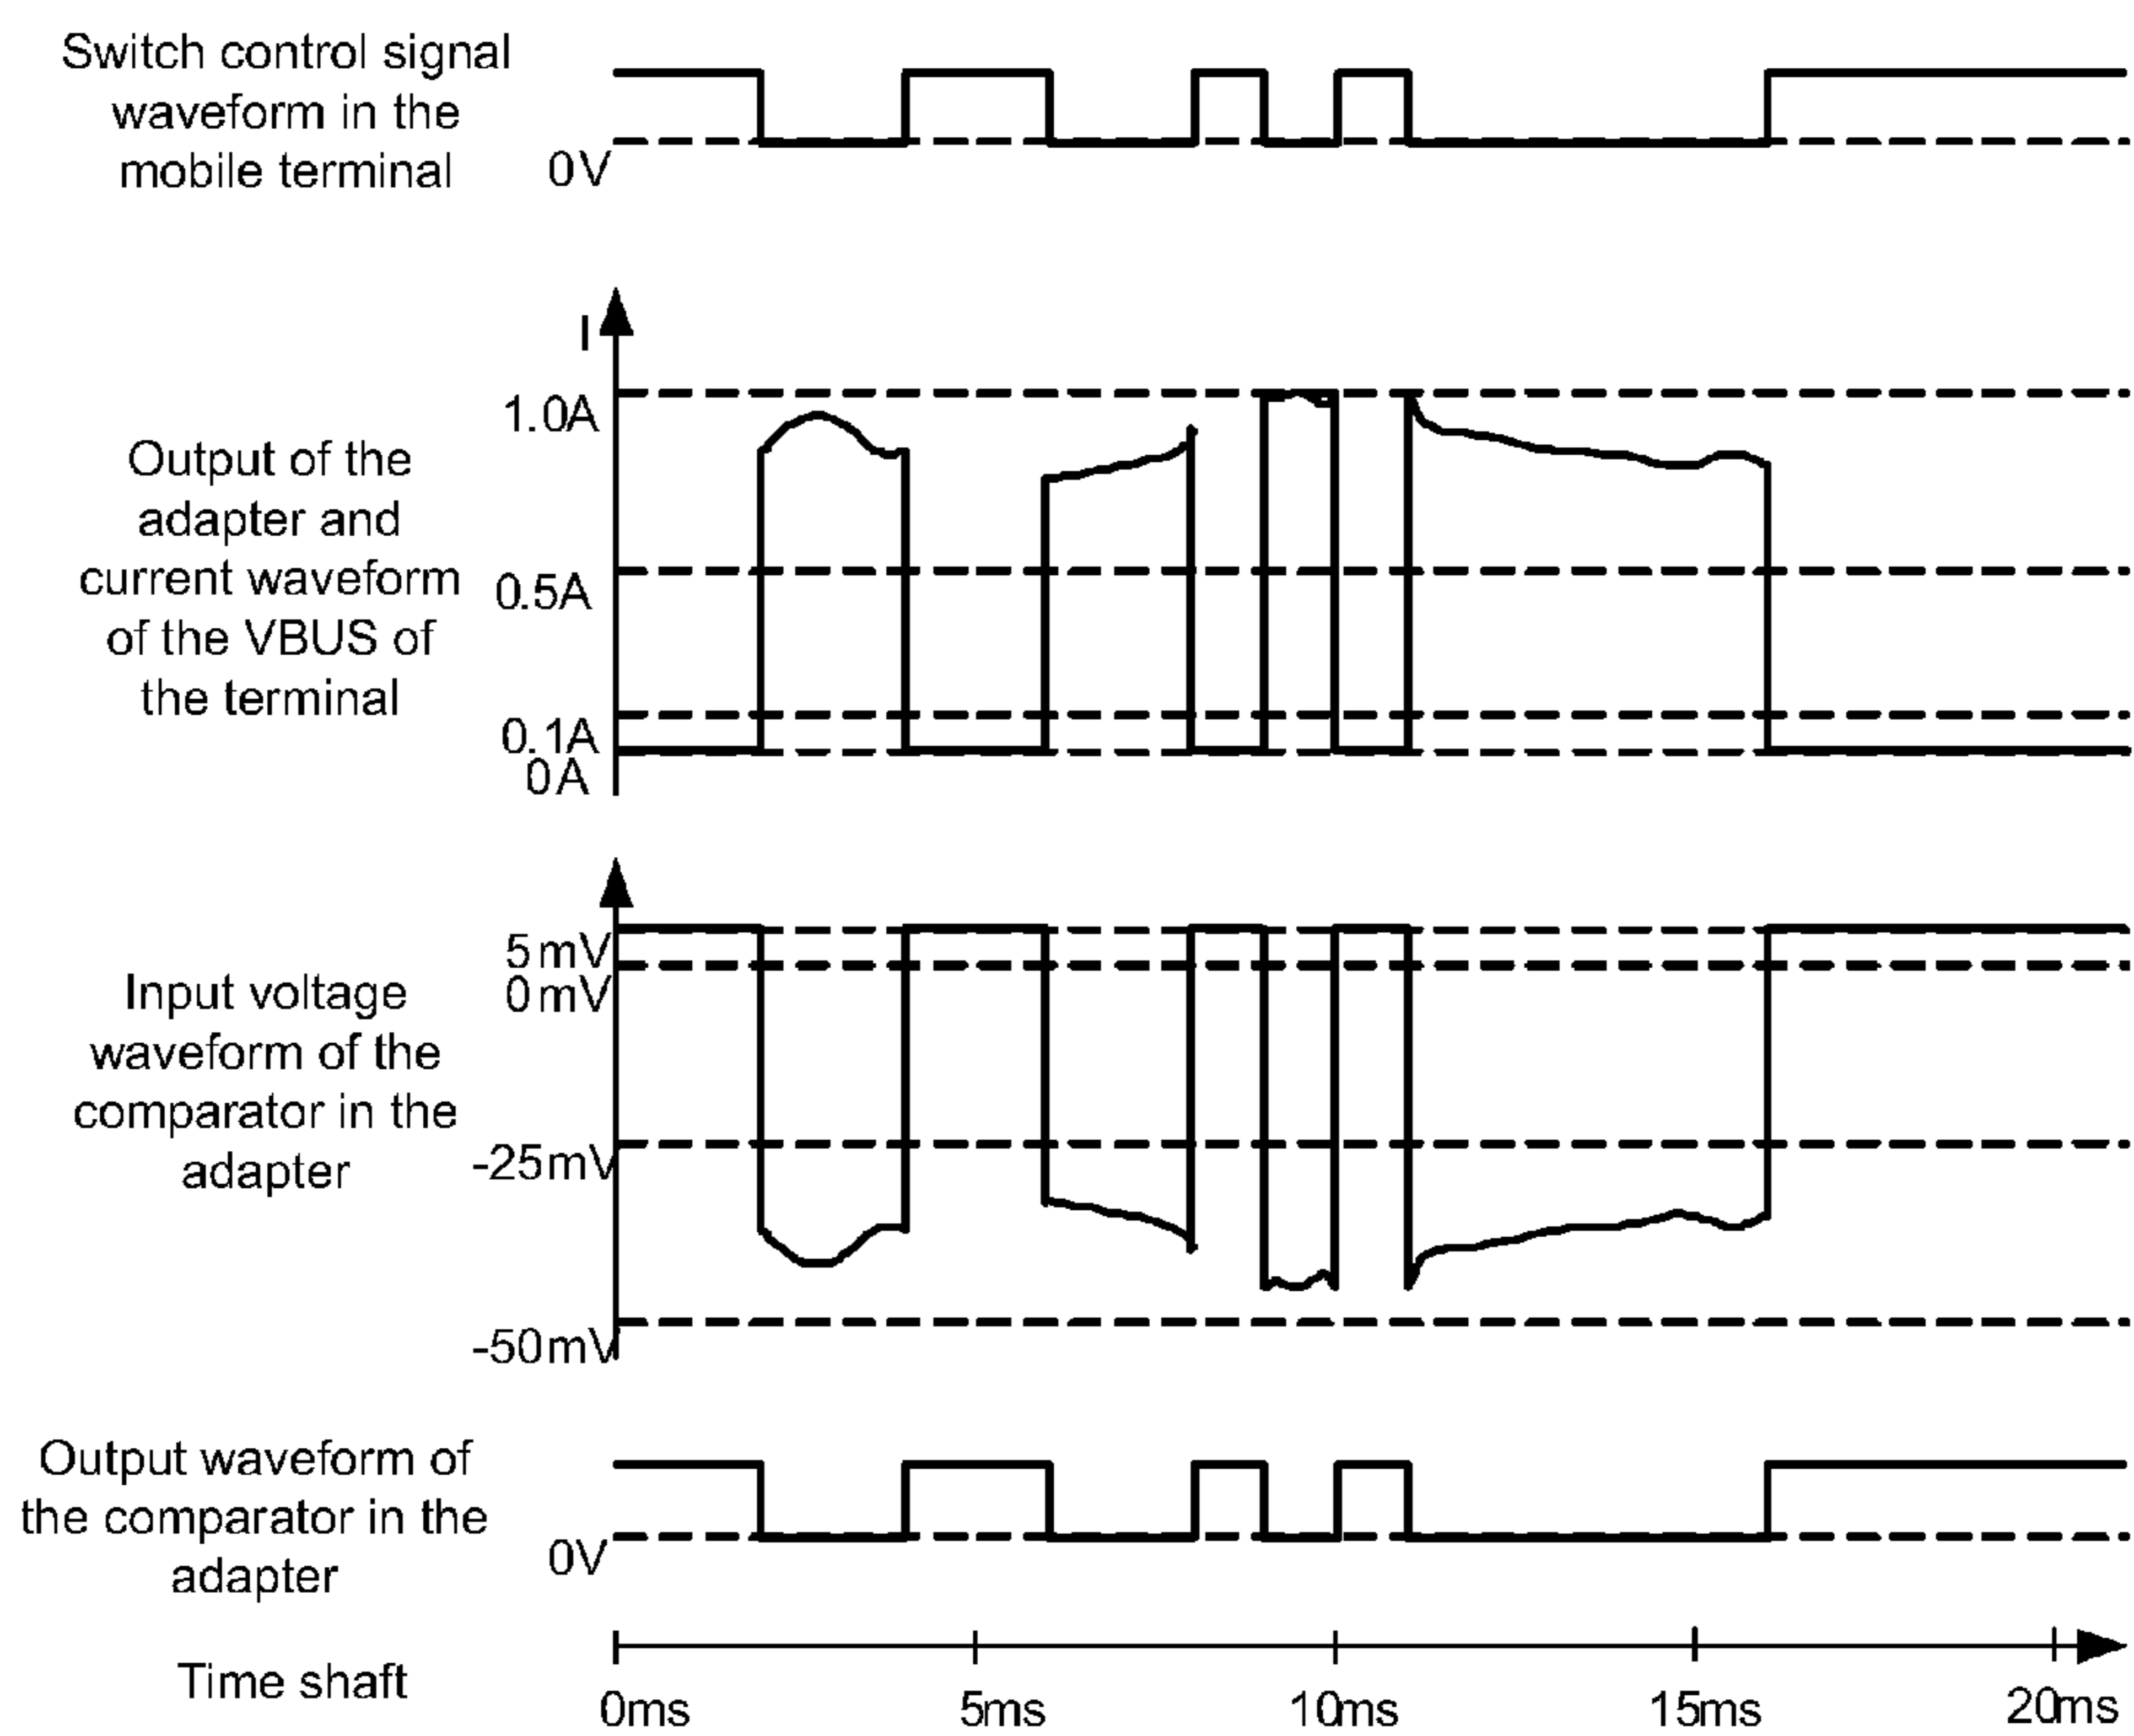 Switch control signal
waveform in the
mobile terminal
0V
I
1.0A
0.5A
0.1A
0A
Output of the
adapter and
current waveform
of the VBUS of
the terminal
5mV
0mV
-25mV
-50mV
Input voltage
waveform of the
comparator in the
adapter
Output waveform of
the comparator in the
adapter
0V
Time shaft
0ms 5ms 10ms 15ms 20ms